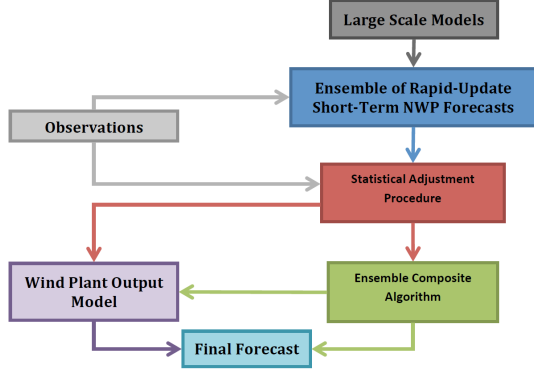 Large Scale Models
Ensemble of Rapid-Update
Short-Term NWP Forecasts
Observations
Statistical Adjustment
Procedure
Wind Plant Output
Model
Ensemble Composite
Algorithm
Final Forecast